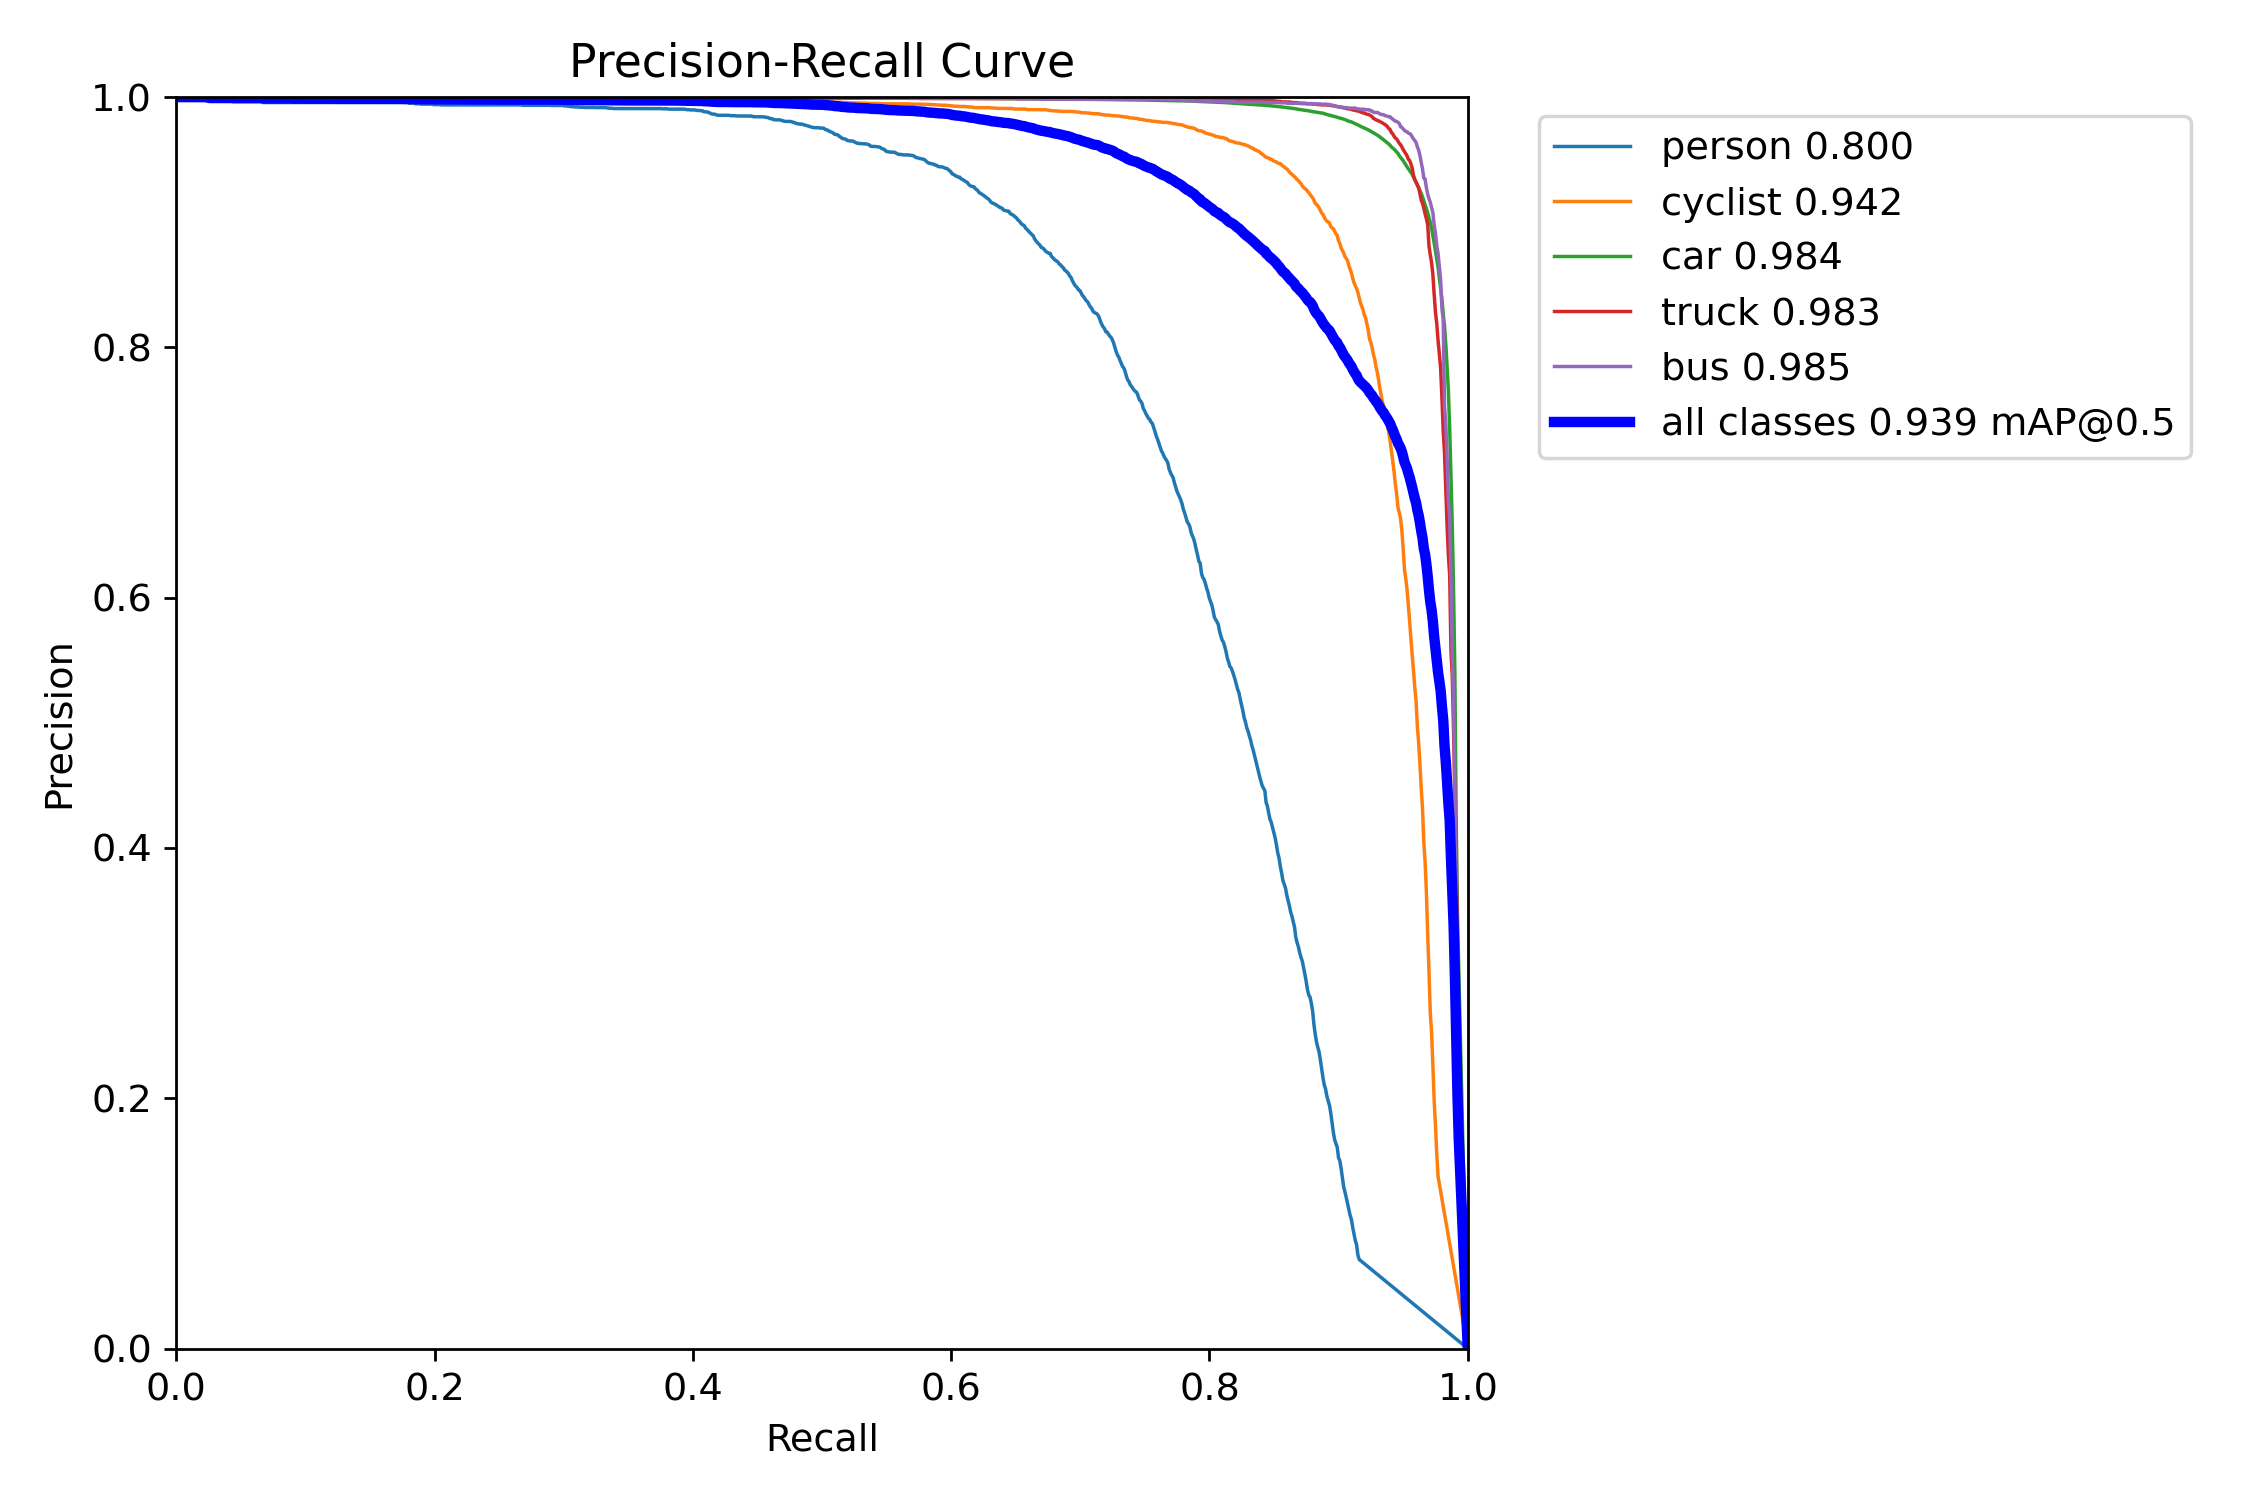 Precision-Recall Curve
1.0
0.8
0.6
0.4
0.2
0.0
Precision
0.0 0.2 0.4 0.6 0.8 1.0
Recall
person 0.800
cyclist 0.942
car 0.984
truck 0.983
bus 0.985
all classes 0.939 mAP@0.5